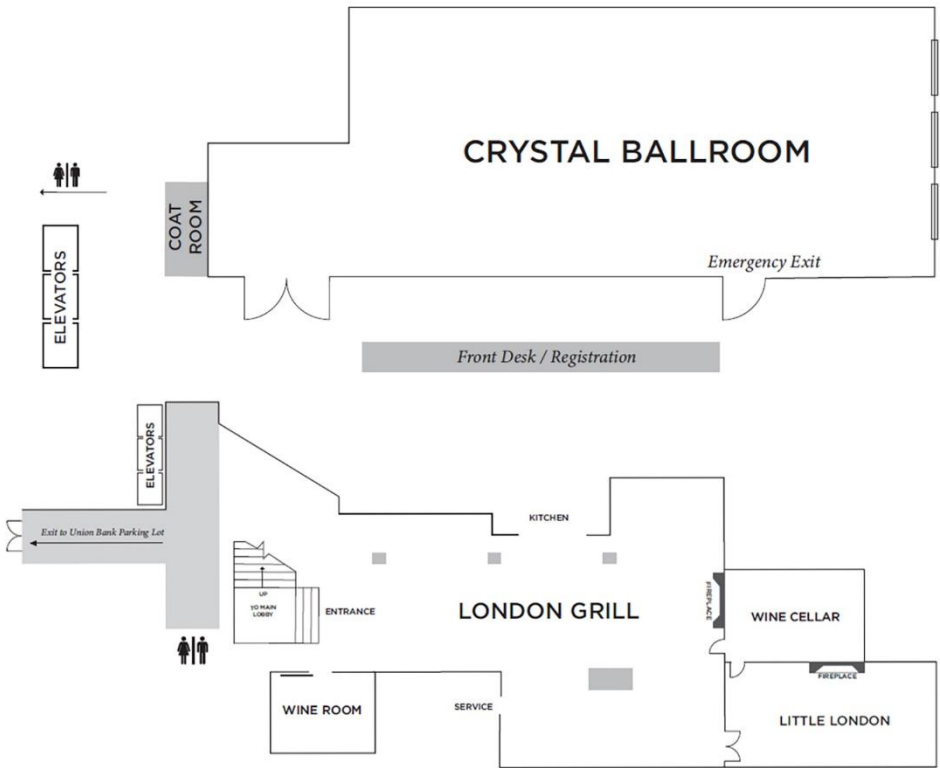 CRYSTAL BALLROOM
COAT
ROOM
ELEVATORS
Emergency Exit
Front Desk / Registration
ELEVATORS
Exit to Union Bank Parking Lot
KITCHEN
UP
TO MAIN
LOBBY
ENTRANCE
LONDON GRILL
FIREPLACE
WINE CELLAR
FIREPLACE
WINE ROOM
SERVICE
LITTLE LONDON